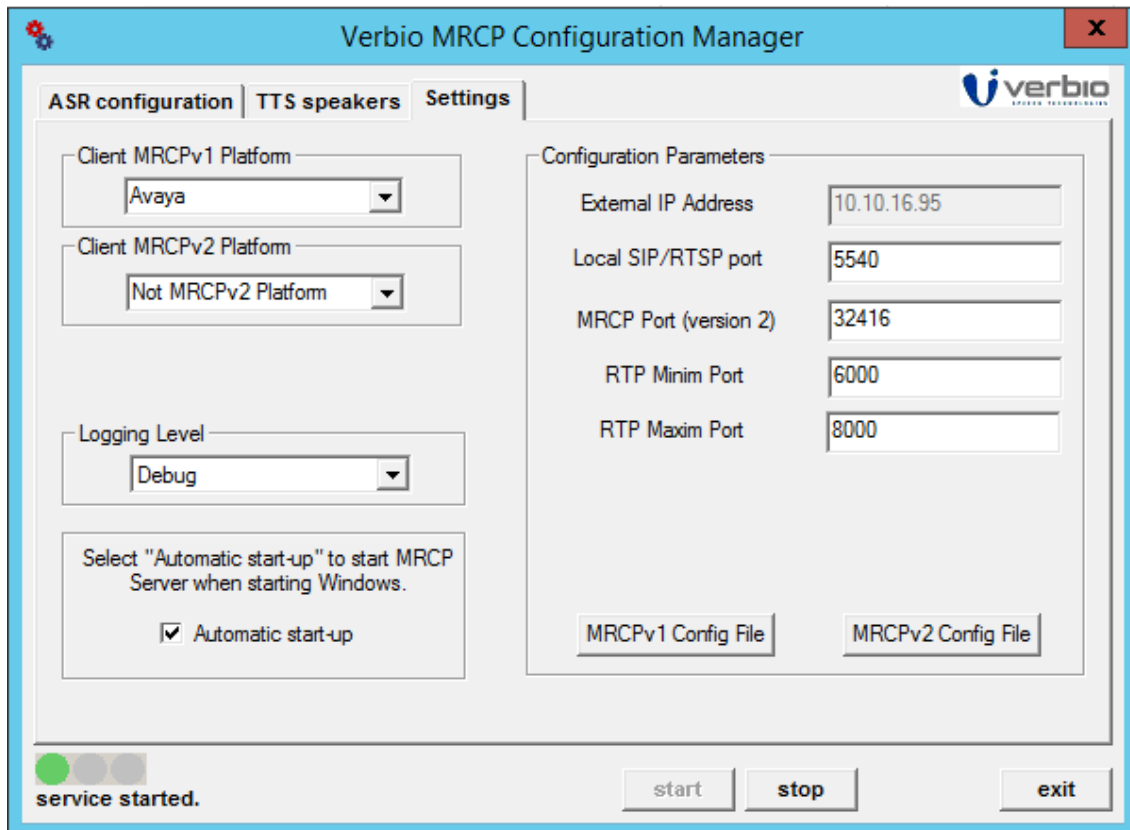 Verbio MRCP Configuration Manager
x
ASR configuration
TTS speakers
Settings
verbio
SPEECH TECHNOLOGIES
Client MRCPv1 Platform
Avaya
Client MRCPv2 Platform
Not MRCPv2 Platform
Logging Level
Debug
Select "Automatic start-up" to start MRCP
Server when starting Windows.
Automatic start-up
Configuration Parameters
External IP Address
10.10.16.95
Local SIP/RTSP port
5540
MRCP Port (version 2)
32416
RTP Minim Port
6000
RTP Maxim Port
8000
MRCPv1 Config File
MRCPv2 Config File
service started.
start
stop
exit